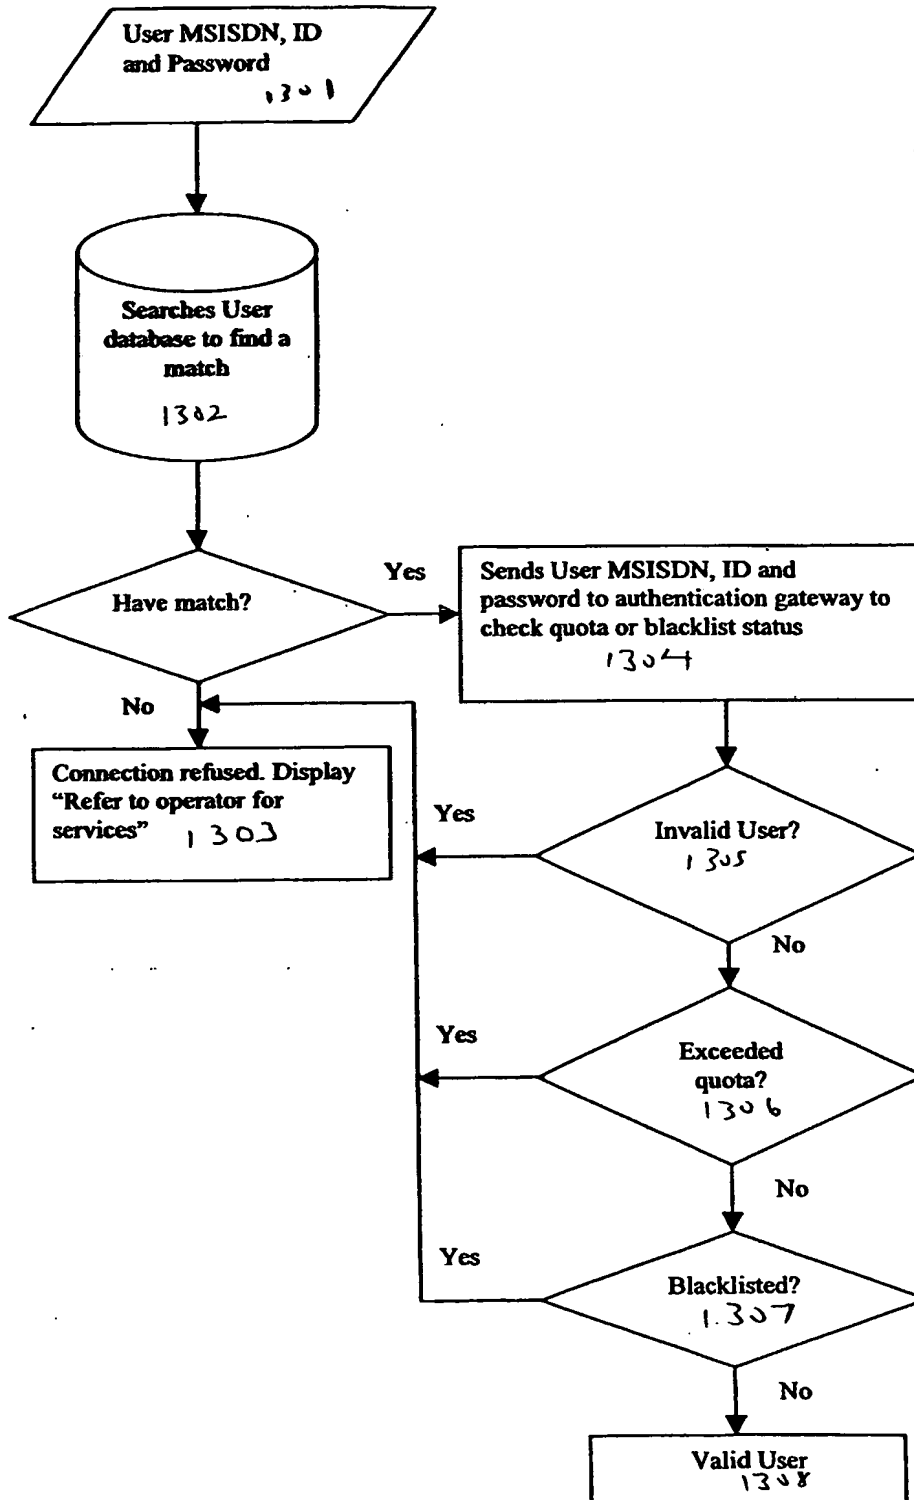 User MSISDN, ID
and Password
1301
Searches User
database to find a
match
1302
Have match?
Yes
Sends User MSISDN, ID and
password to authentication gateway to
check quota or blacklist status
1304
No
Connection refused. Display
“Refer to operator for
services” 1303
Yes
Invalid User?
1305
No
Yes
Exceeded
quota?
1306
No
Yes
Blacklisted?
1.307
No
Valid User
1308